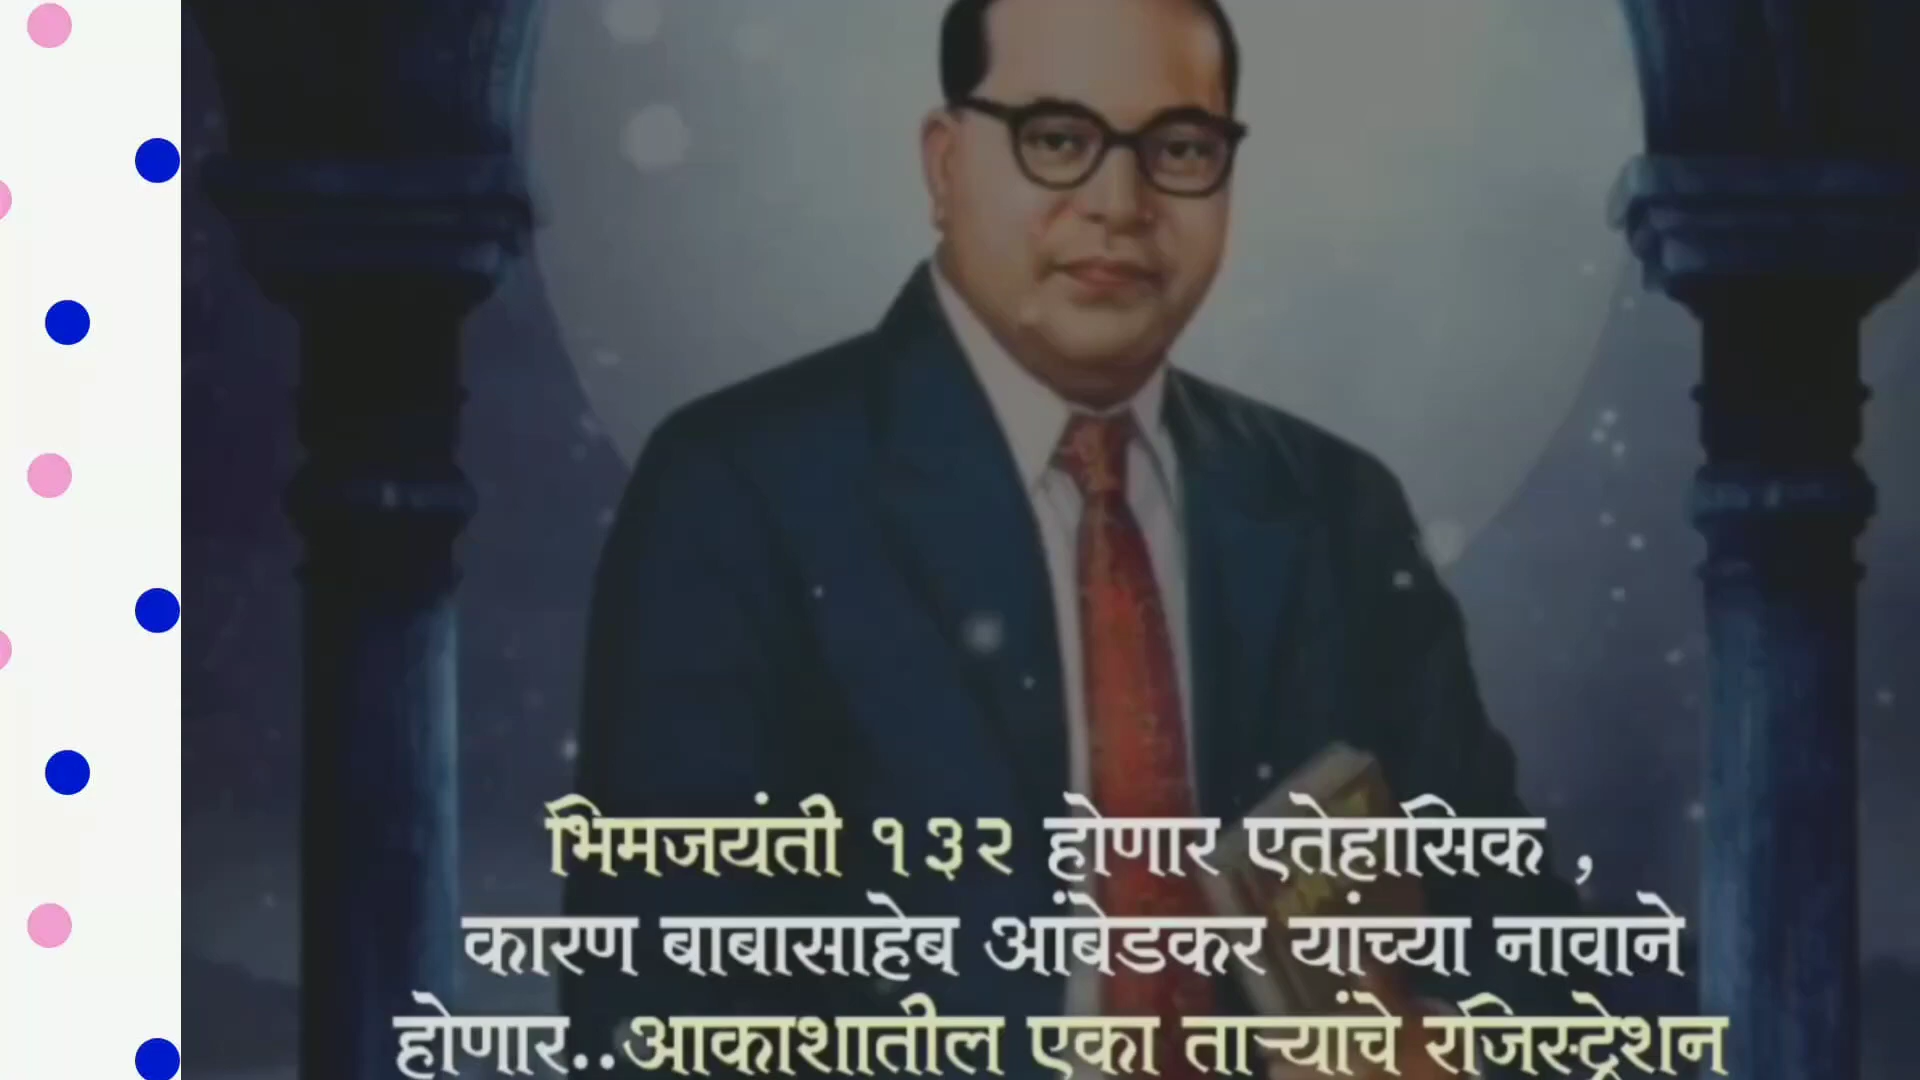 भिमजयंती १३२ होणार एतेहासिक ,
कारण बाबासाहेब आंबेडकर यांच्या नावाने
होणार..आकाशातील एका ताऱ्यांचे रजिस्ट्रेशन